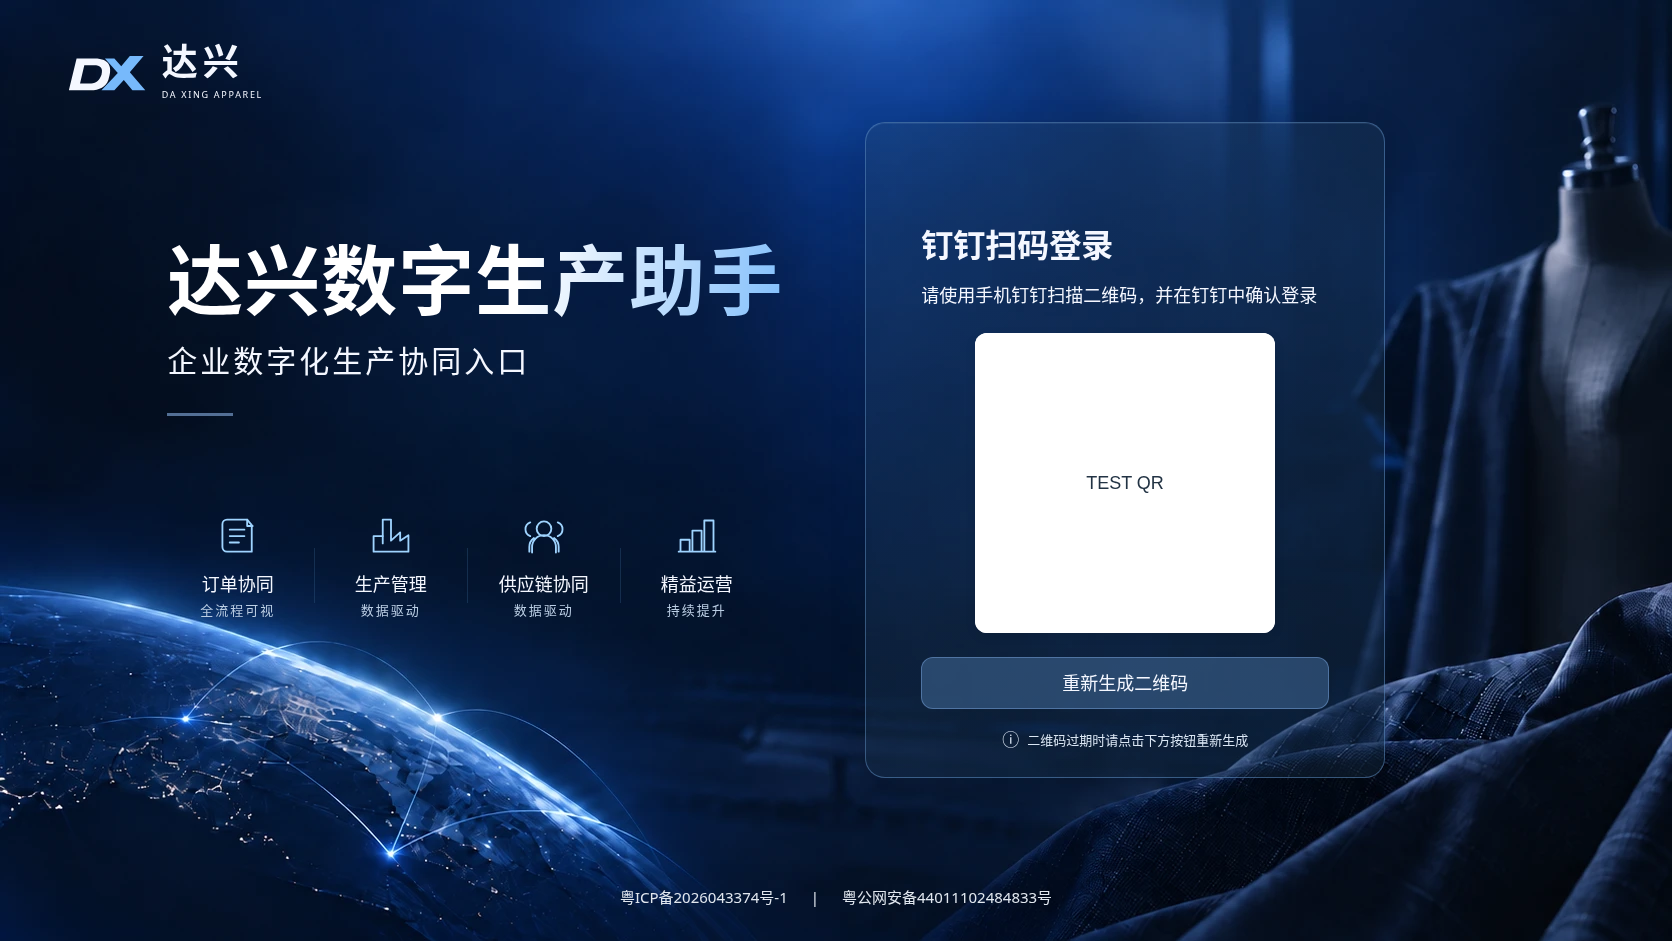 DX 达兴
DA XING APPAREL
达兴数字生产助手
企业数字化生产协同入口
订单协同
全流程可视
生产管理
数据驱动
供应链协同
数据驱动
精益运营
持续提升
钉钉扫码登录
请使用手机钉钉扫描二维码，并在钉钉中确认登录
TEST QR
重新生成二维码
二维码过期时请点击下方按钮重新生成
粤ICP备2026043374号-1 | 粤公网安备44011102484833号